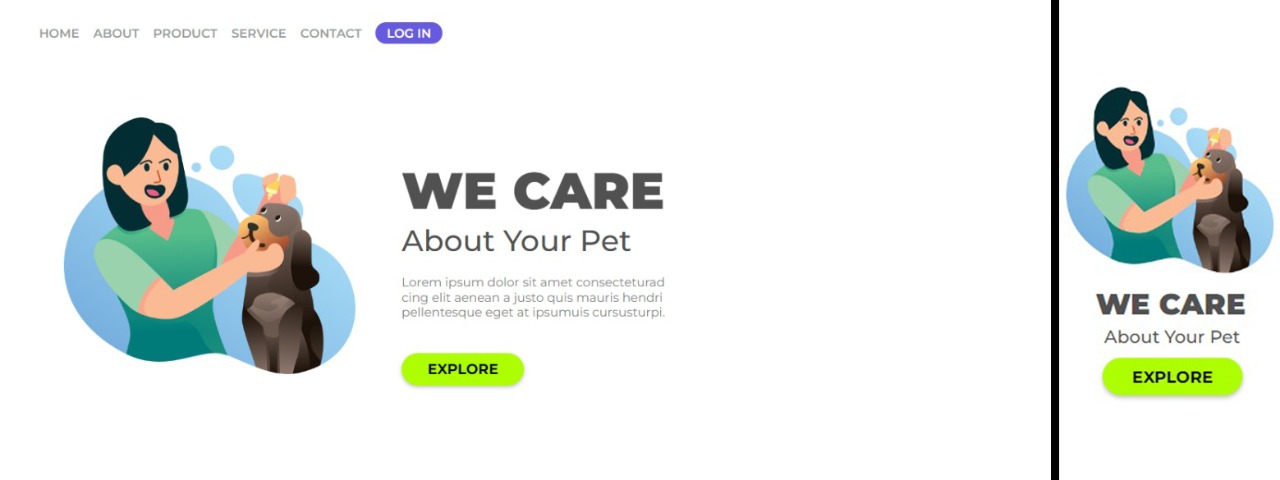 HOME ABOUT PRODUCT SERVICE CONTACT LOG IN
WE CARE
About Your Pet
Lorem ipsum dolor sit amet consecteturad
cing elit aenean a justo quis mauris hendri
pellentesque eget at ipsumuis cursusturpi.
EXPLORE
WE CARE
About Your Pet
EXPLORE